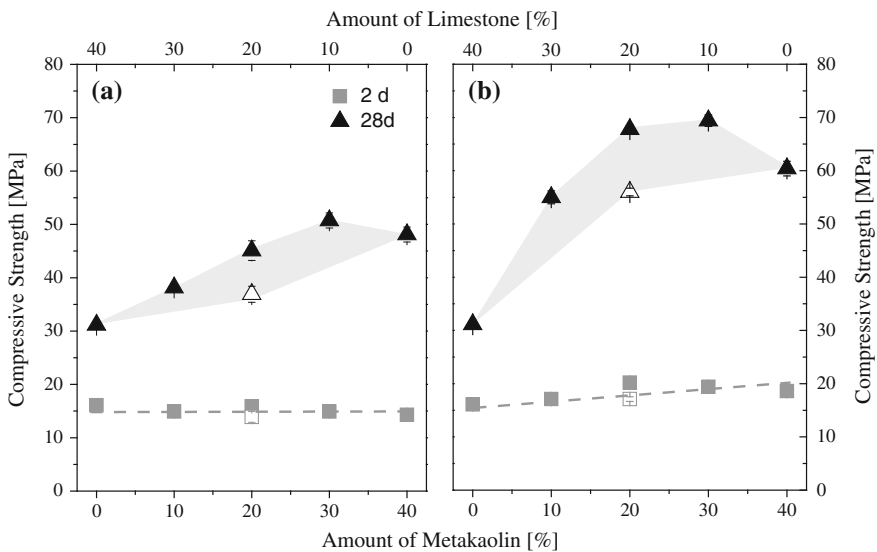 Amount of Limestone [%]
40 30 20 10 0 40 30 20 10 0
(a)
2 d
28d
(b)
Compressive Strength [MPa]
80
70
60
50
40
30
20
10
0
80
70
60
50
40
30
20
10
0
Compressive Strength [MPa]
0 10 20 30 40 0 10 20 30 40
Amount of Metakaolin [%]